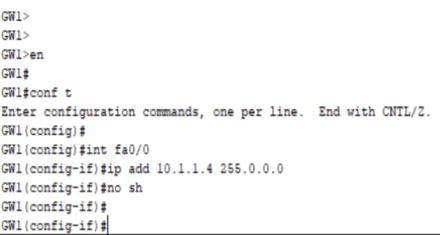 GW1>
GW1>
GW1>en
GW1#
GW1#conf t
Enter configuration commands, one per line.  End with CNTL/Z.
GW1(config)#
GW1(config)#int fa0/0
GW1(config-if)#ip add 10.1.1.4 255.0.0.0
GW1(config-if)#no sh
GW1(config-if)#
GW1(config-if)#